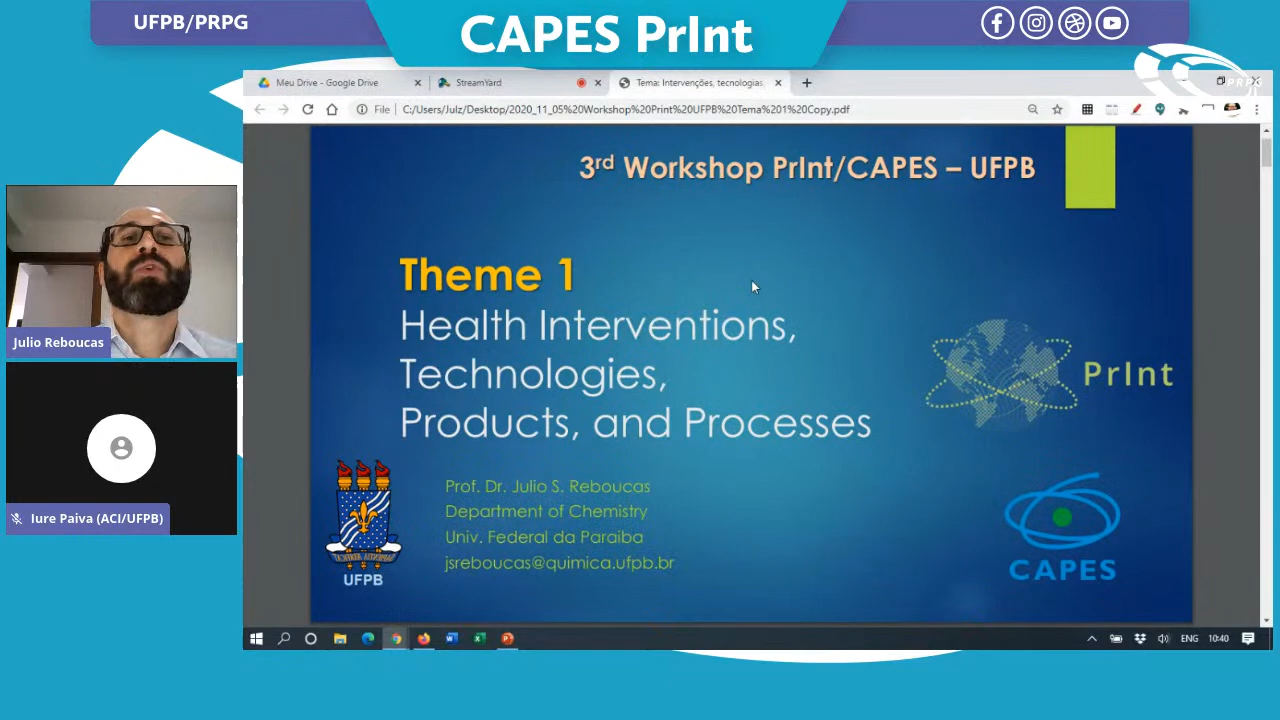 UFPB/PRPG
CAPES PrInt
PRPG
Meu Drive - Google Drive
StreamYard
Tema: Intervenções, tecnologias,
File
C:/Users/Julz/Desktop/2020_11_05%20Workshop%20Print%20UFPB%20Tema%201%20Copy.pdf
3rd Workshop PrInt/CAPES – UFPB
Theme 1
Health Interventions,
Technologies,
Products, and Processes
PrInt
Prof. Dr. Julio S. Reboucas
Department of Chemistry
Univ. Federal da Paraiba
jsreboucas@quimica.ufpb.br
UFPB
CAPES
Julio Reboucas
Iure Paiva (ACI/UFPB)
ENG
10:40